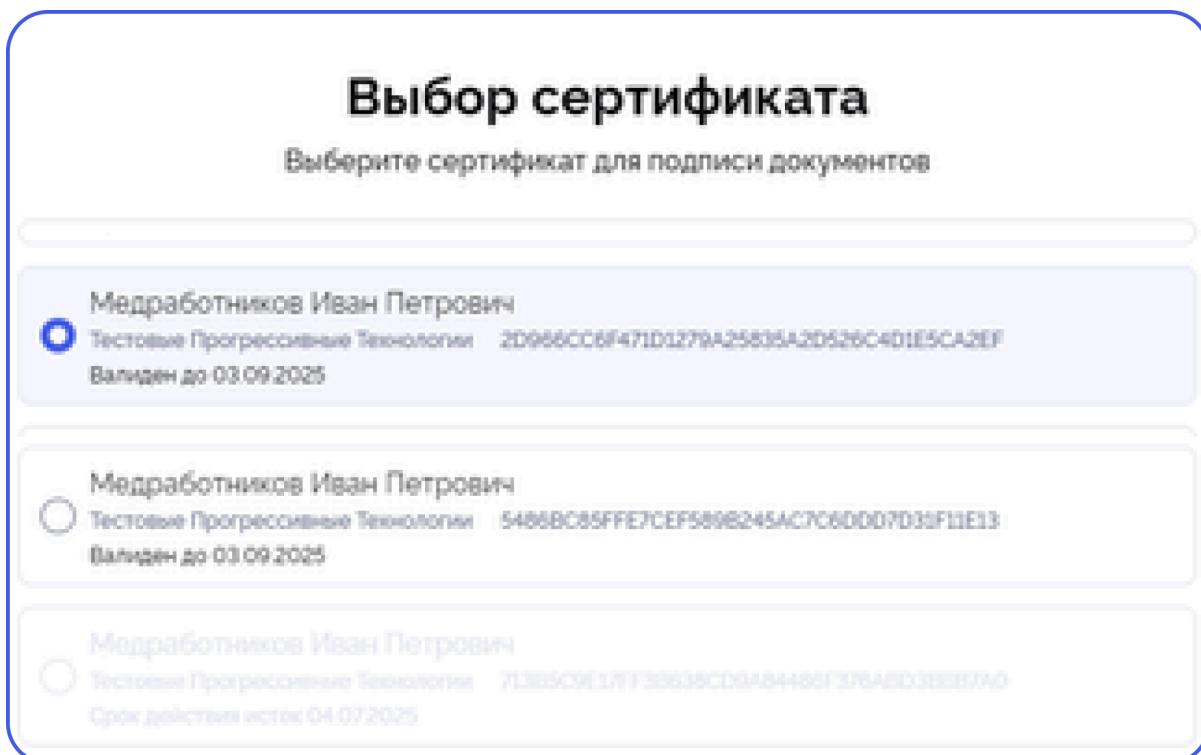 Выбор сертификата
Выберите сертификат для подписи документов
Медработников Иван Петрович
Тестовые Прогрессивные Технологии 2D966CC6F471D1279A25835A2D526C4D1E5CA2EF
Валиден до 03.09.2025
Медработников Иван Петрович
Тестовые Прогрессивные Технологии 5486BC85FFE7CEF589B245AC7C6DDD7D31F11E13
Валиден до 03.09.2025
Медработников Иван Петрович
Тестовые Прогрессивные Технологии
Срок действия истек 04.07.2025